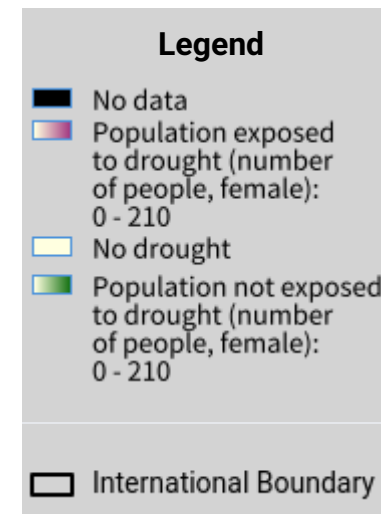 Legend
No data
Population exposed
to drought (number
of people, female):
0 - 210
No drought
Population not exposed
to drought (number
of people, female):
0 - 210
International Boundary